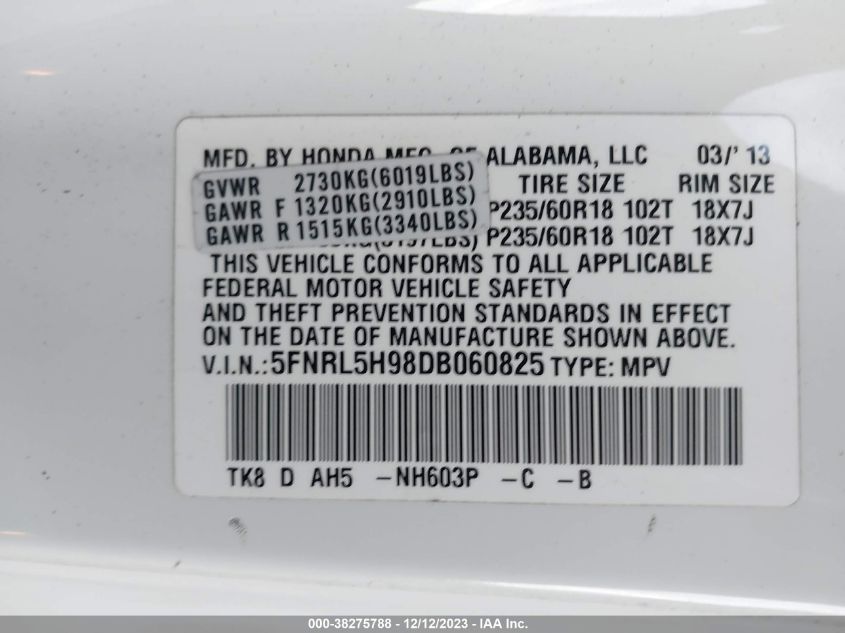 MFD. BY HONDA MFG. OF ALABAMA, LLC 03/' 13
GVWR 2730KG(6019LBS) TIRE SIZE RIM SIZE
GAWR F 1320KG(2910LBS) P235/60R18 102T 18X7J
GAWR R 1515KG(3340LBS) P235/60R18 102T 18X7J
THIS VEHICLE CONFORMS TO ALL APPLICABLE
FEDERAL MOTOR VEHICLE SAFETY
AND THEFT PREVENTION STANDARDS IN EFFECT
ON THE DATE OF MANUFACTURE SHOWN ABOVE.
V.I.N.:5FNRL5H98DB060825 TYPE: MPV
TK8 D AH5 -NH603P -C -B
000-38275788 - 12/12/2023 - IAA Inc.